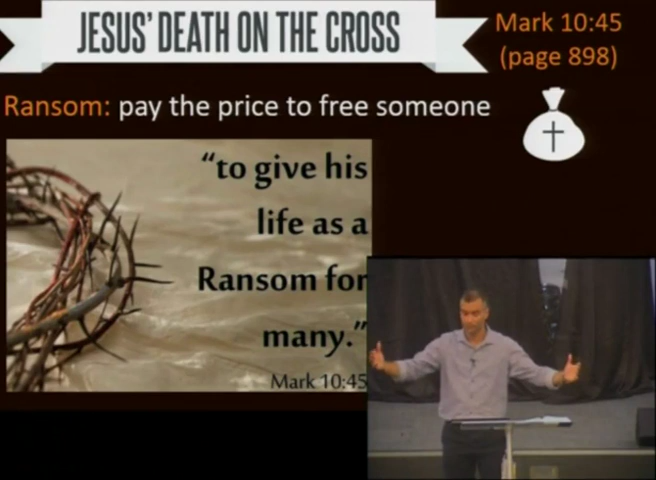 JESUS' DEATH ON THE CROSS
Mark 10:45
(page 898)
Ransom: pay the price to free someone
“to give his
life as a
Ransom for
many.”
Mark 10:45